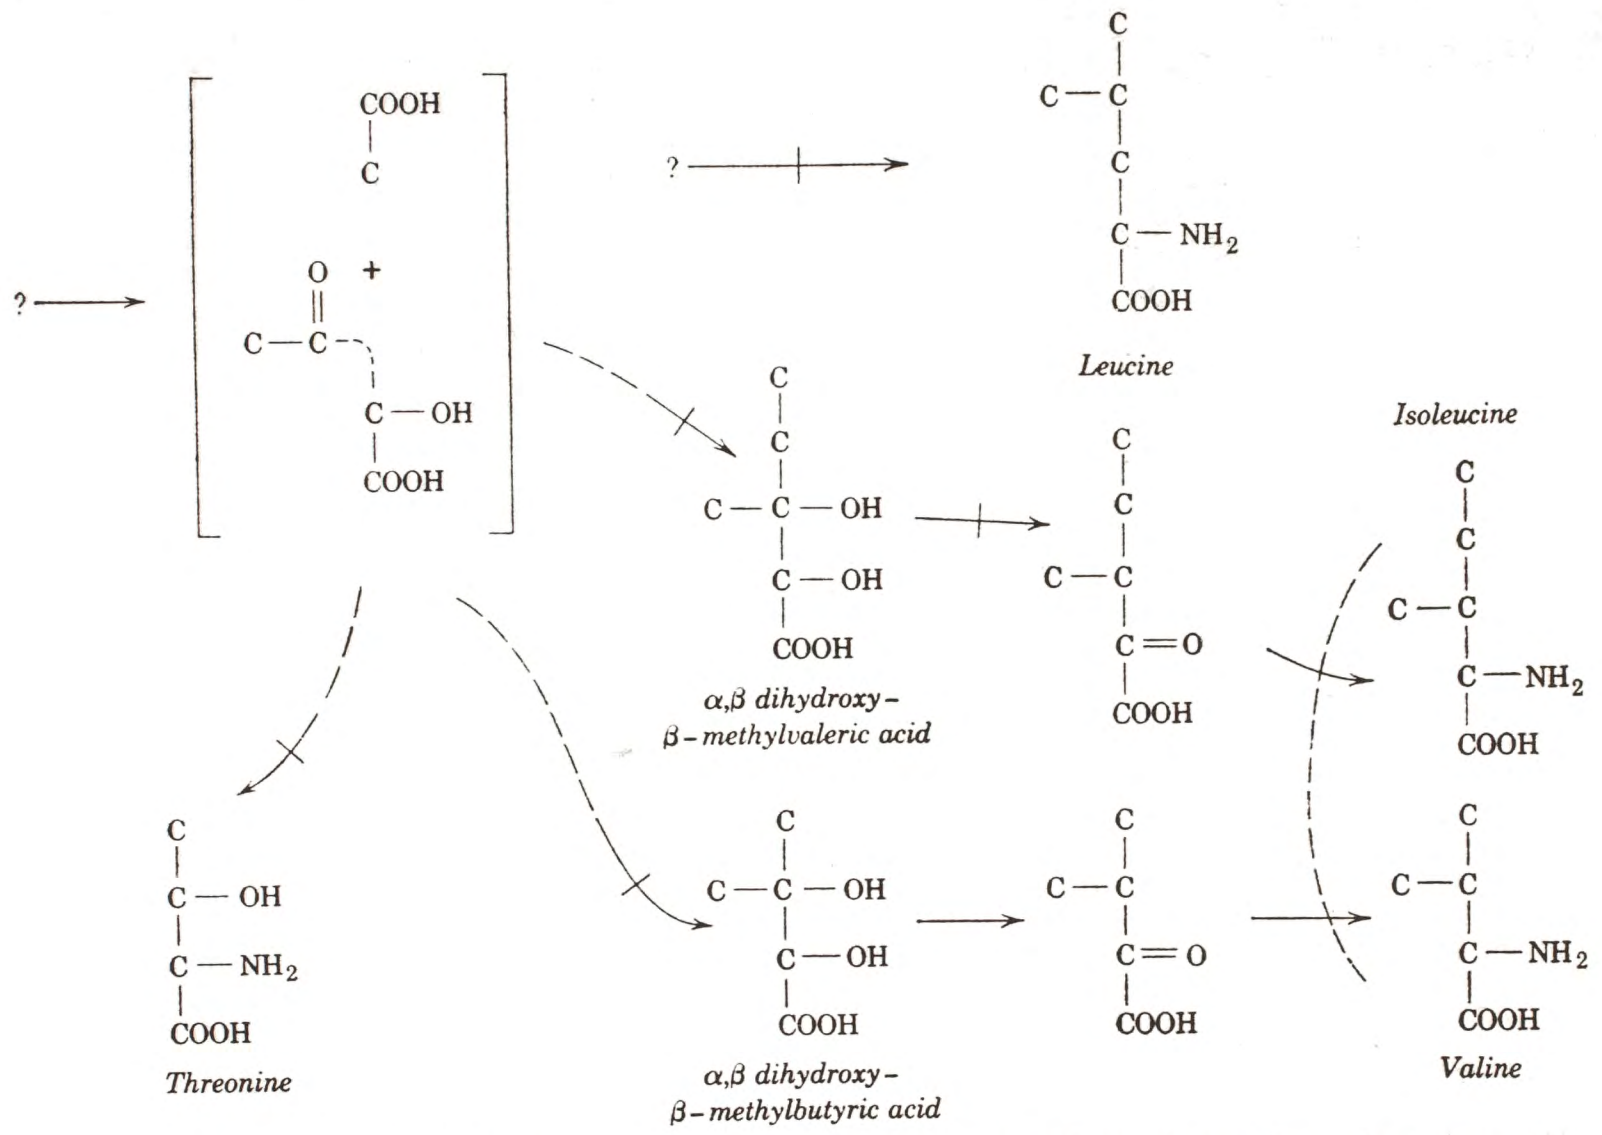 COOH
C
+
O
C—C
C—OH
COOH
?
?
C
C—C
C
C—NH₂
COOH
Leucine
C
C
C—C—OH
C—OH
COOH
α,β dihydroxy-
β-methylvaleric acid
C
C
C—C
C=O
COOH
Isoleucine
C
C
C—C
C—NH₂
COOH
C
C—OH
C—NH₂
COOH
Threonine
C
C—C—OH
C—OH
COOH
α,β dihydroxy-
β-methylbutyric acid
C
C—C
C=O
COOH
C
C—C
C—NH₂
COOH
Valine